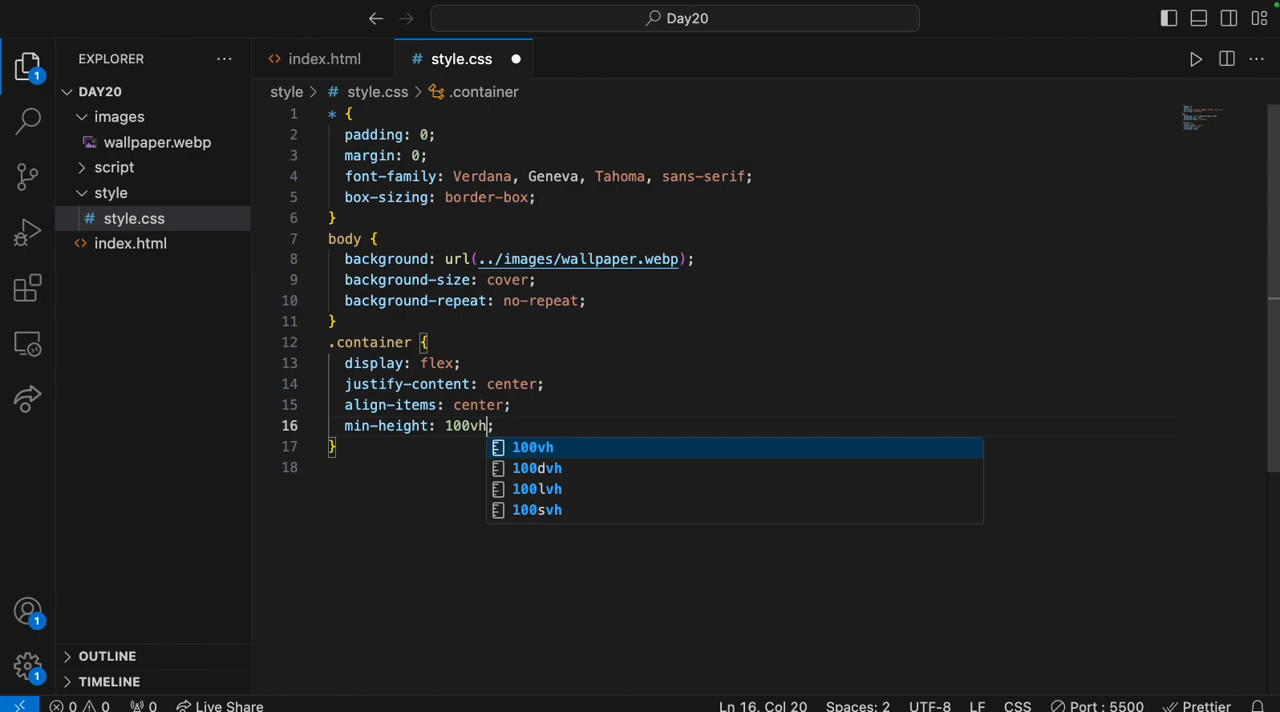 Day20
EXPLORER
index.html
style.css
DAY20
images
wallpaper.webp
script
style
style.css
index.html
style > style.css > .container
1 * {
2 padding: 0;
3 margin: 0;
4 font-family: Verdana, Geneva, Tahoma, sans-serif;
5 box-sizing: border-box;
6 }
7 body {
8 background: url(../images/wallpaper.webp);
9 background-size: cover;
10 background-repeat: no-repeat;
11 }
12 .container {
13 display: flex;
14 justify-content: center;
15 align-items: center;
16 min-height: 100vh;
17 }
18
100vh
100dvh
100lvh
100svh
1
1
1
OUTLINE
TIMELINE
0 0 0 Live Share Ln 16, Col 20 Spaces: 2 UTF-8 LF CSS Port : 5500 Prettier